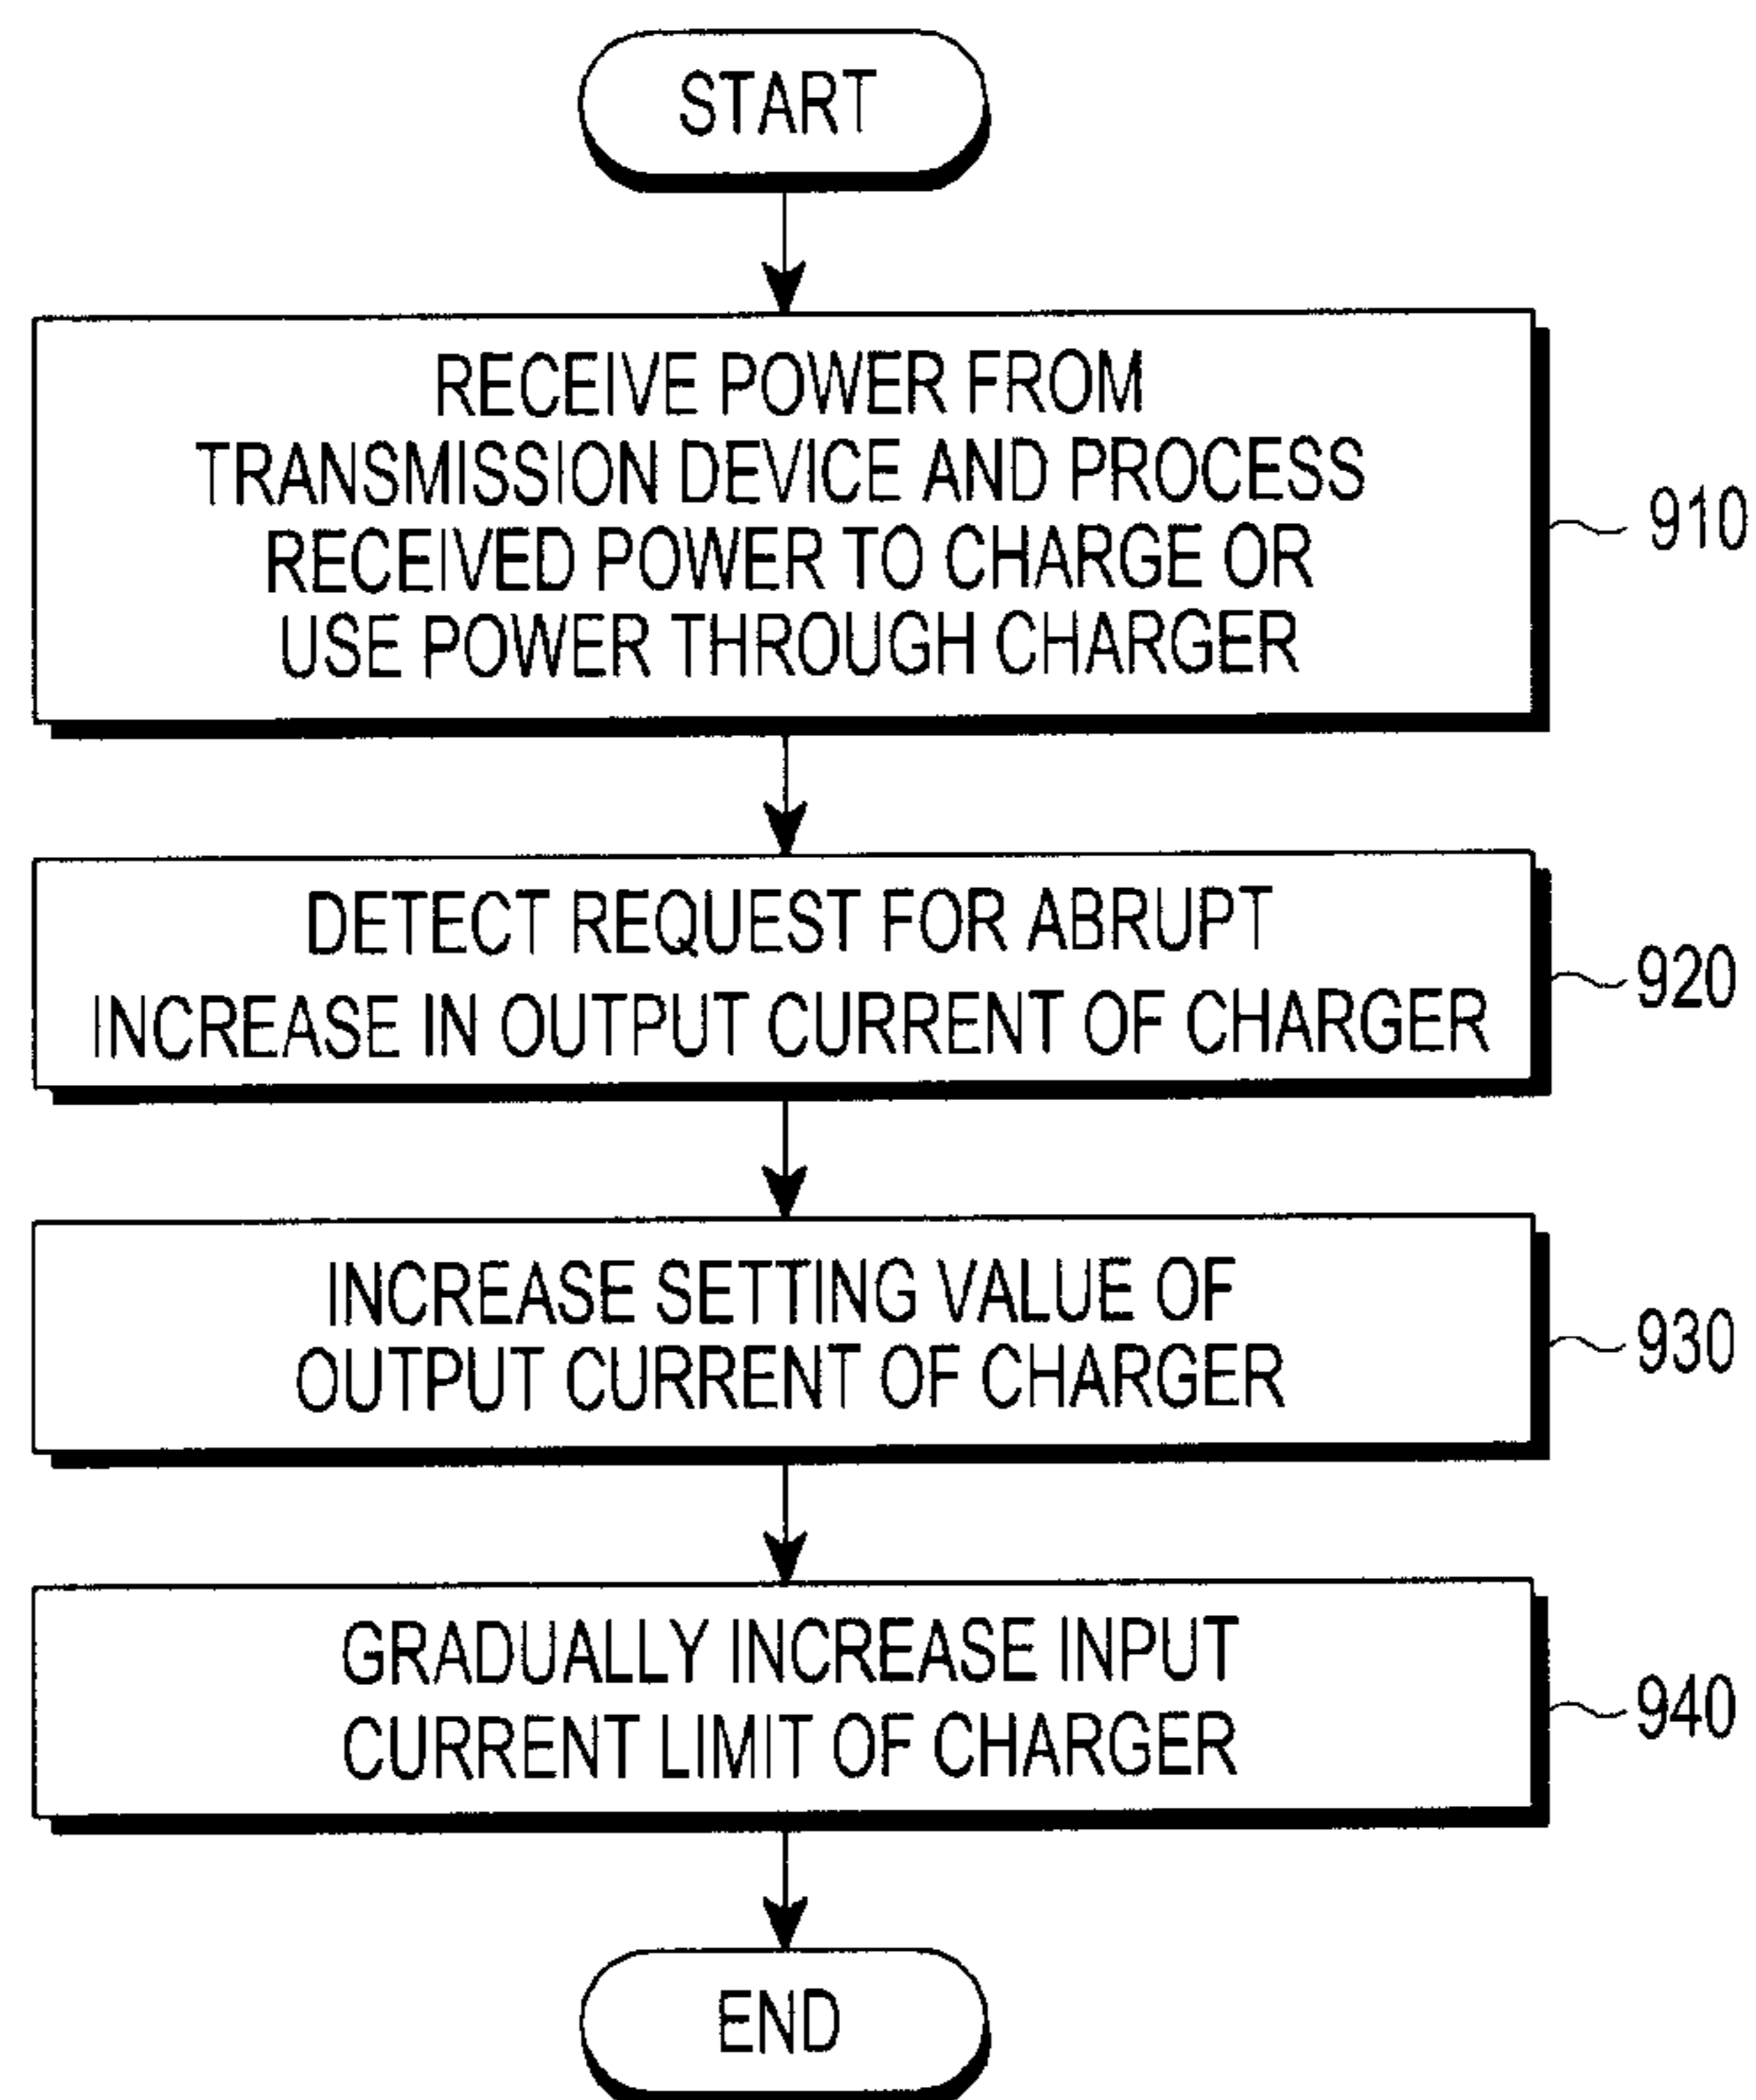 START
RECEIVE POWER FROM
TRANSMISSION DEVICE AND PROCESS
RECEIVED POWER TO CHARGE OR
USE POWER THROUGH CHARGER
910
DETECT REQUEST FOR ABRUPT
INCREASE IN OUTPUT CURRENT OF CHARGER
920
INCREASE SETTING VALUE OF
OUTPUT CURRENT OF CHARGER
930
GRADUALLY INCREASE INPUT
CURRENT LIMIT OF CHARGER
940
END